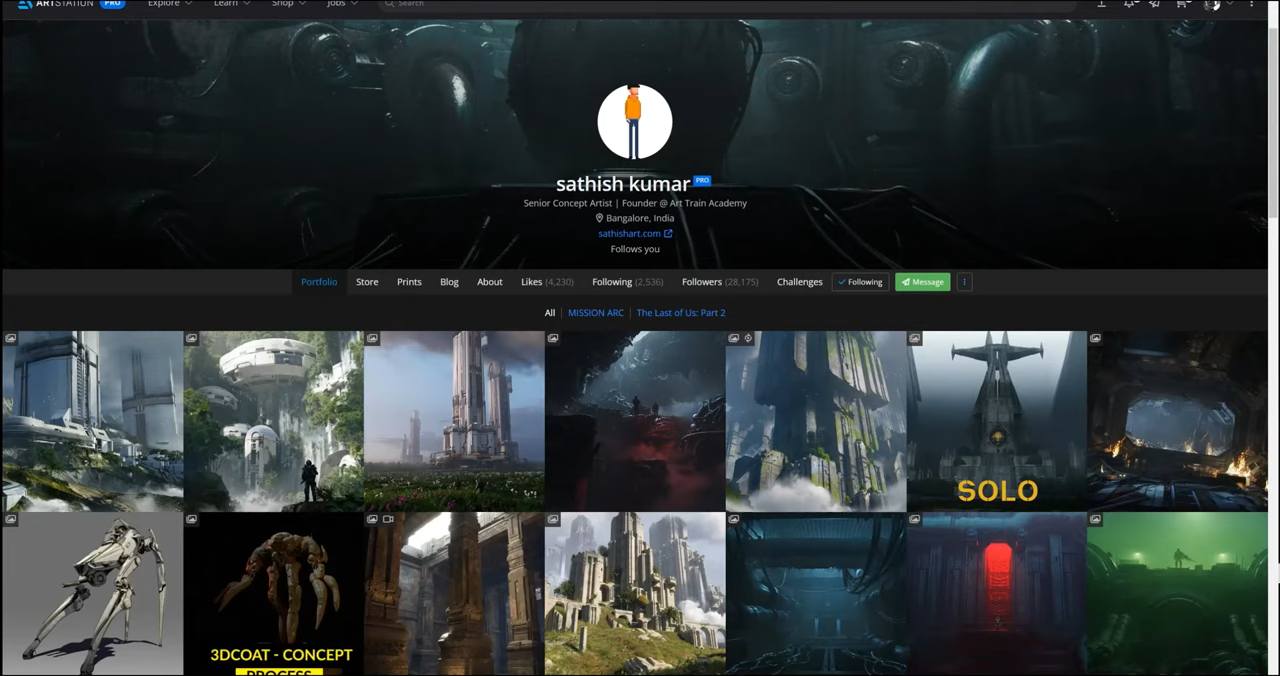 ARTSTATION PRO Explore Learn Shop Jobs Search
sathish kumar PRO
Senior Concept Artist | Founder @ Art Train Academy
Bangalore, India
sathishart.com
Follows you
Portfolio Store Prints Blog About Likes (4,230) Following (2,536) Followers (28,175) Challenges Following Message
All MISSION ARC The Last of Us: Part 2
SOLO
3DCOAT - CONCEPT
PROCESS